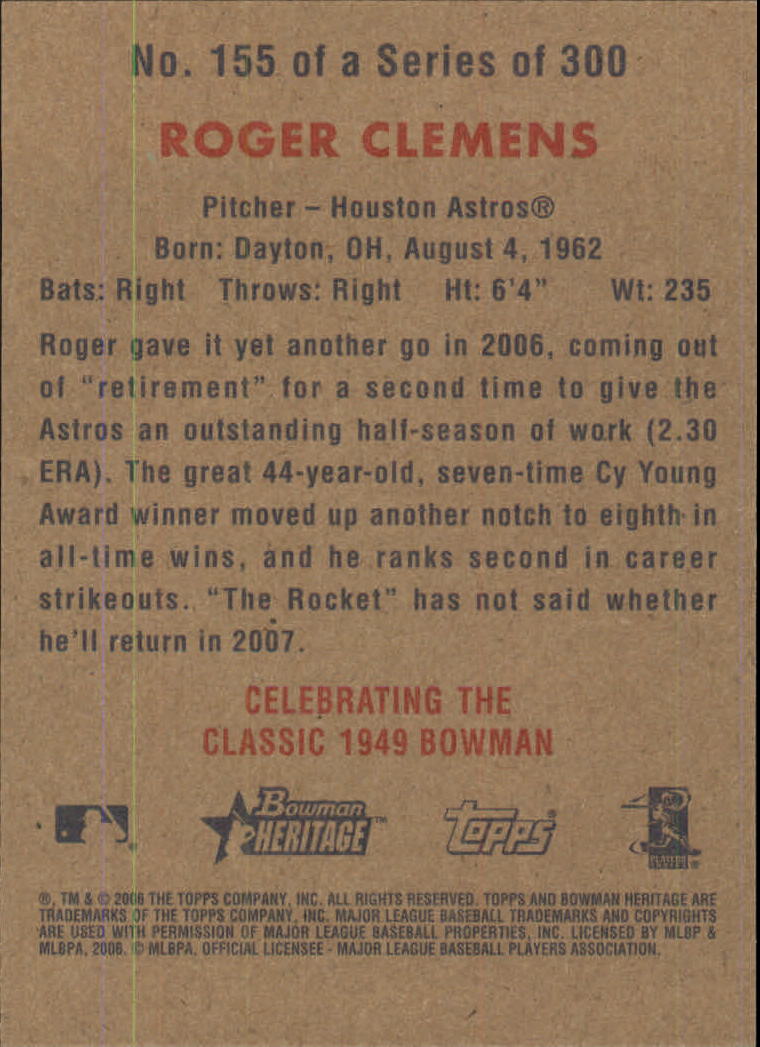 No. 155 of a Series of 300
ROGER CLEMENS
Pitcher – Houston Astros®
Born: Dayton, OH, August 4, 1962
Bats: Right Throws: Right Ht: 6'4" Wt: 235
Roger gave it yet another go in 2006, coming out
of "retirement" for a second time to give the
Astros an outstanding half-season of work (2.30
ERA). The great 44-year-old, seven-time Cy Young
Award winner moved up another notch to eighth in
all-time wins, and he ranks second in career
strikeouts. "The Rocket" has not said whether
he'll return in 2007.
CELEBRATING THE
CLASSIC 1949 BOWMAN
Bowman
HERITAGE™
topps®
PLAYERS
®, TM & © 2006 THE TOPPS COMPANY, INC. ALL RIGHTS RESERVED. TOPPS AND BOWMAN HERITAGE ARE
TRADEMARKS OF THE TOPPS COMPANY, INC. MAJOR LEAGUE BASEBALL TRADEMARKS AND COPYRIGHTS
ARE USED WITH PERMISSION OF MAJOR LEAGUE BASEBALL PROPERTIES, INC. LICENSED BY MLBP &
MLBPA, 2006. © MLBPA. OFFICIAL LICENSEE - MAJOR LEAGUE BASEBALL PLAYERS ASSOCIATION.